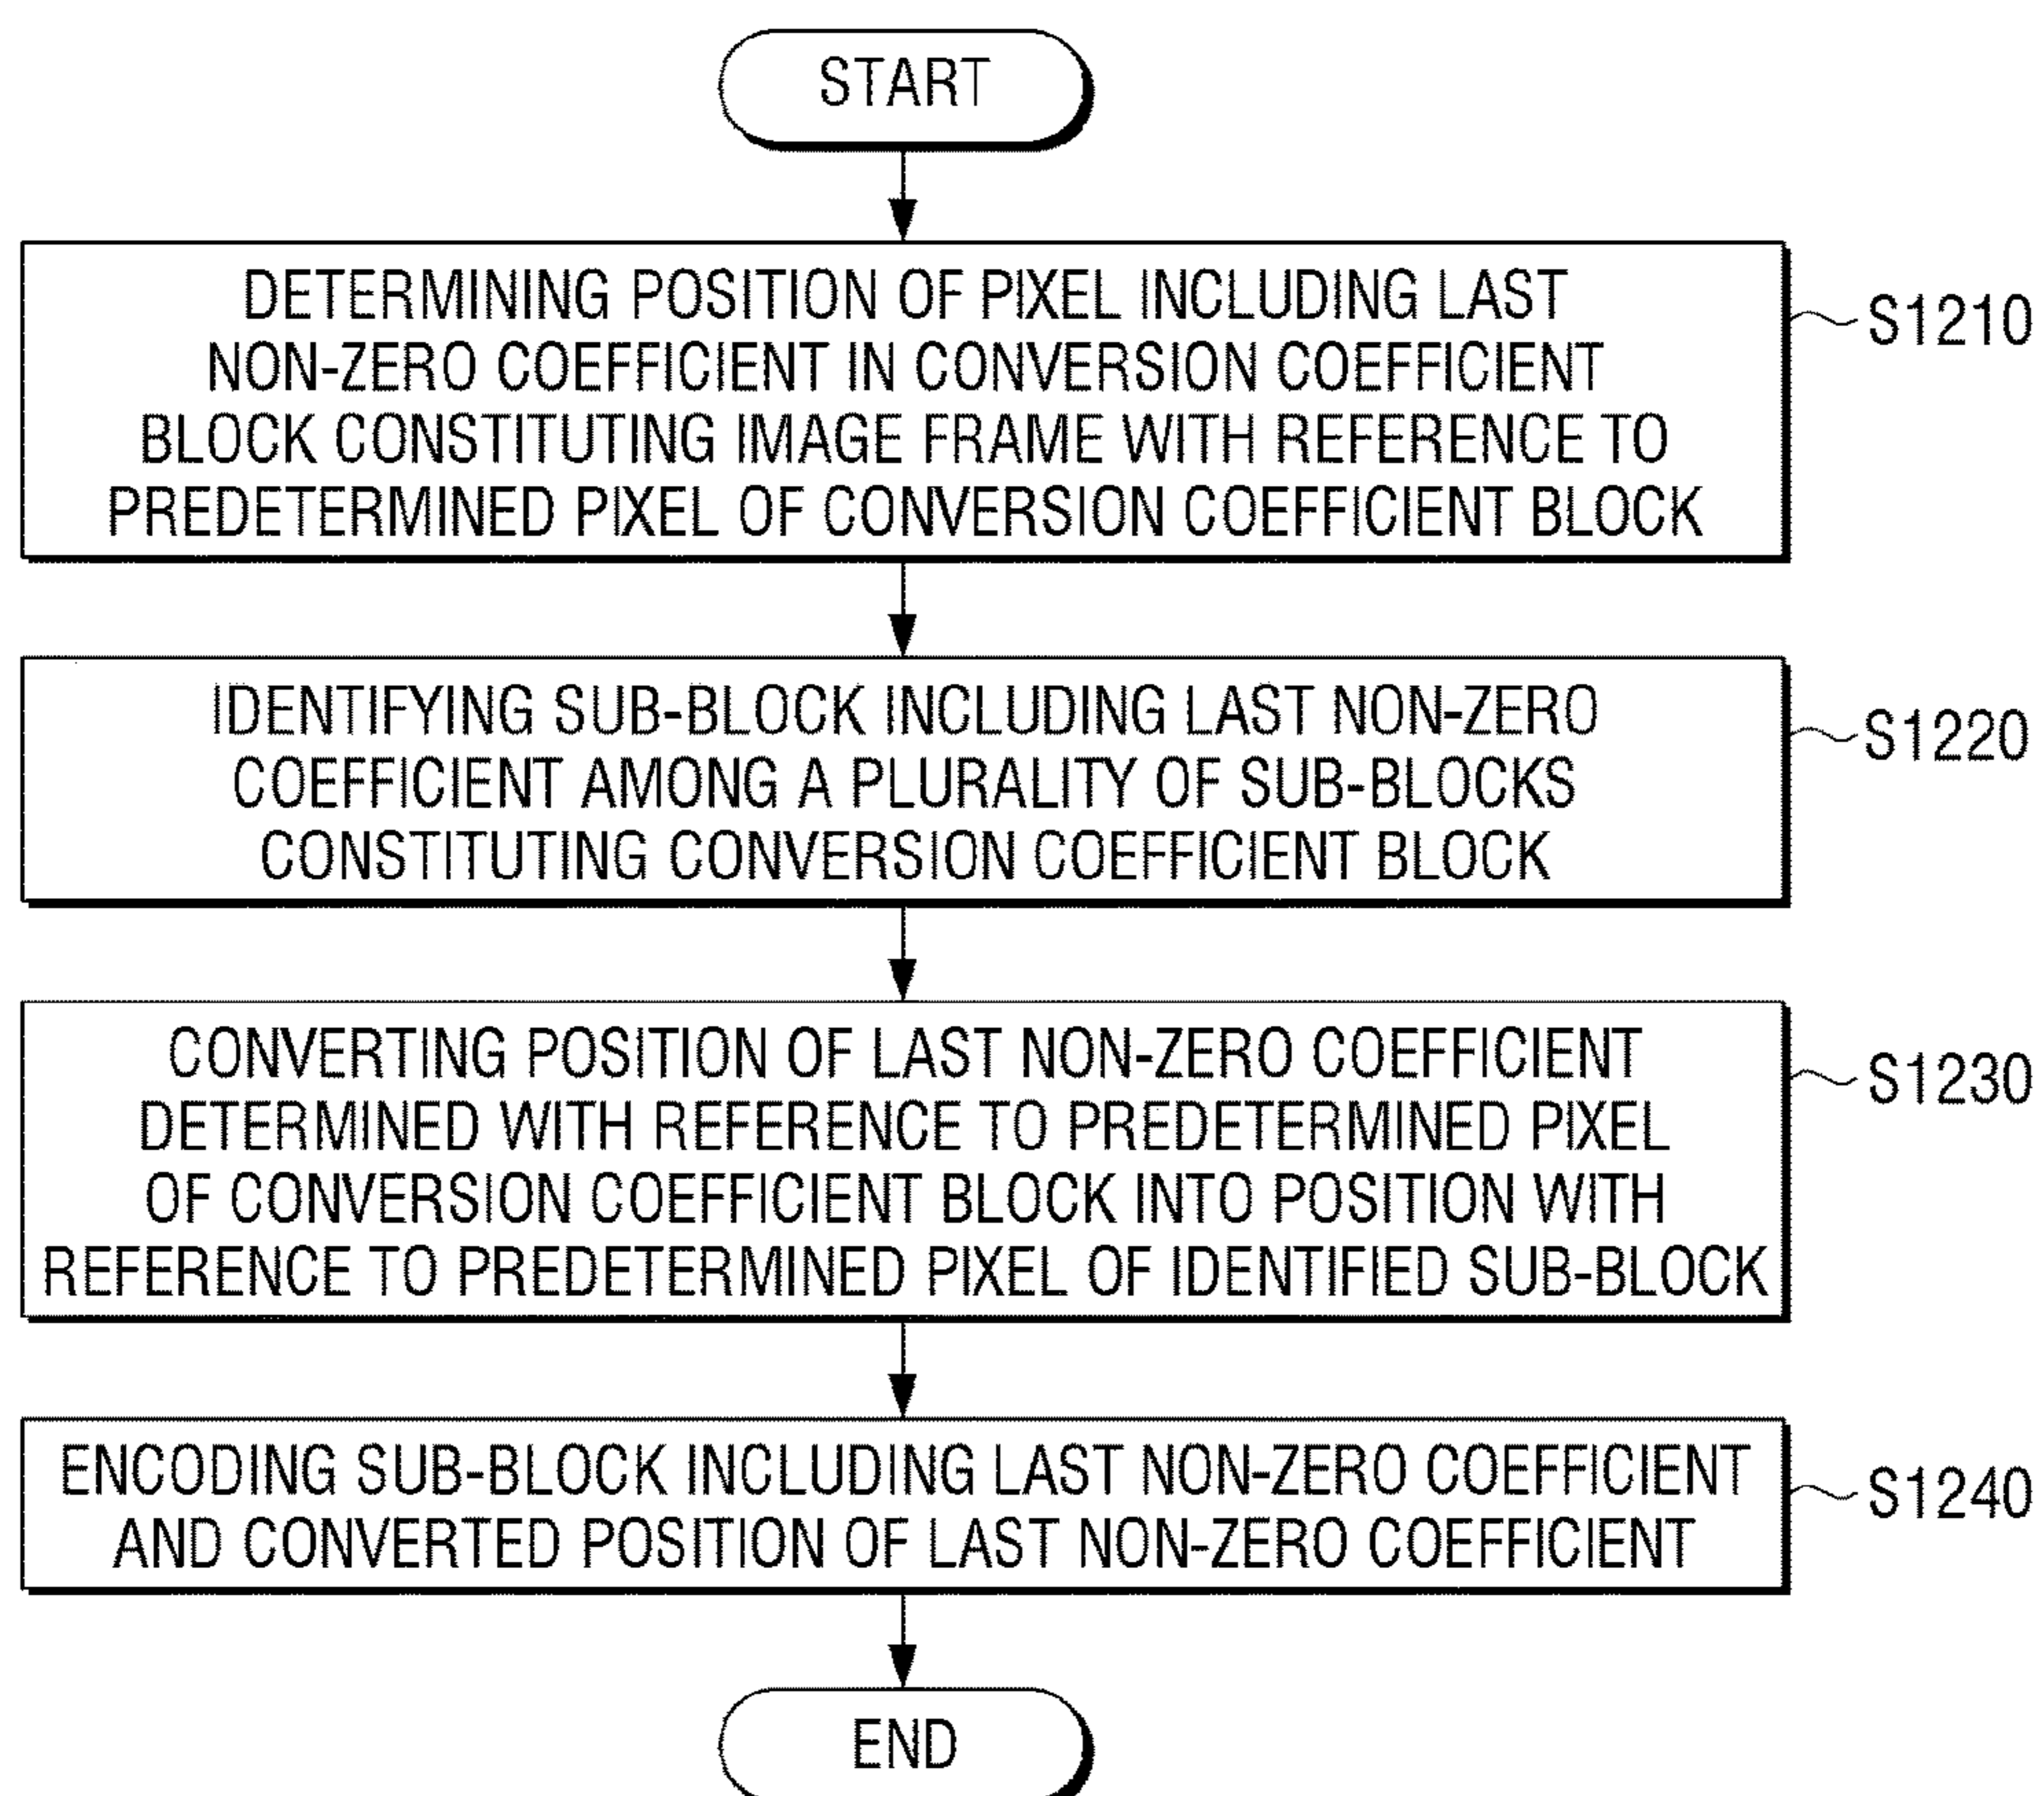 START
DETERMINING POSITION OF PIXEL INCLUDING LAST
NON-ZERO COEFFICIENT IN CONVERSION COEFFICIENT
BLOCK CONSTITUTING IMAGE FRAME WITH REFERENCE TO
PREDETERMINED PIXEL OF CONVERSION COEFFICIENT BLOCK
S1210
IDENTIFYING SUB-BLOCK INCLUDING LAST NON-ZERO
COEFFICIENT AMONG A PLURALITY OF SUB-BLOCKS
CONSTITUTING CONVERSION COEFFICIENT BLOCK
S1220
CONVERTING POSITION OF LAST NON-ZERO COEFFICIENT
DETERMINED WITH REFERENCE TO PREDETERMINED PIXEL
OF CONVERSION COEFFICIENT BLOCK INTO POSITION WITH
REFERENCE TO PREDETERMINED PIXEL OF IDENTIFIED SUB-BLOCK
S1230
ENCODING SUB-BLOCK INCLUDING LAST NON-ZERO COEFFICIENT
AND CONVERTED POSITION OF LAST NON-ZERO COEFFICIENT
S1240
END